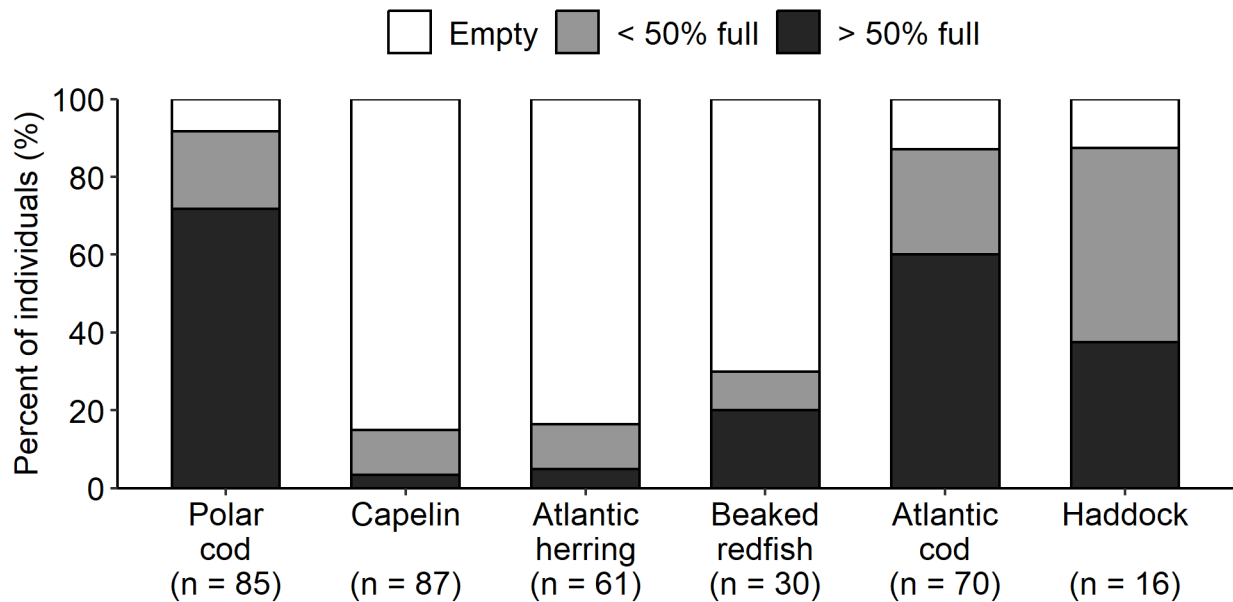 Empty < 50% full > 50% full
Percent of individuals (%)
100
80
60
40
20
0
Polar cod (n = 85)
Capelin (n = 87)
Atlantic herring (n = 61)
Beaked redfish (n = 30)
Atlantic cod (n = 70)
Haddock (n = 16)